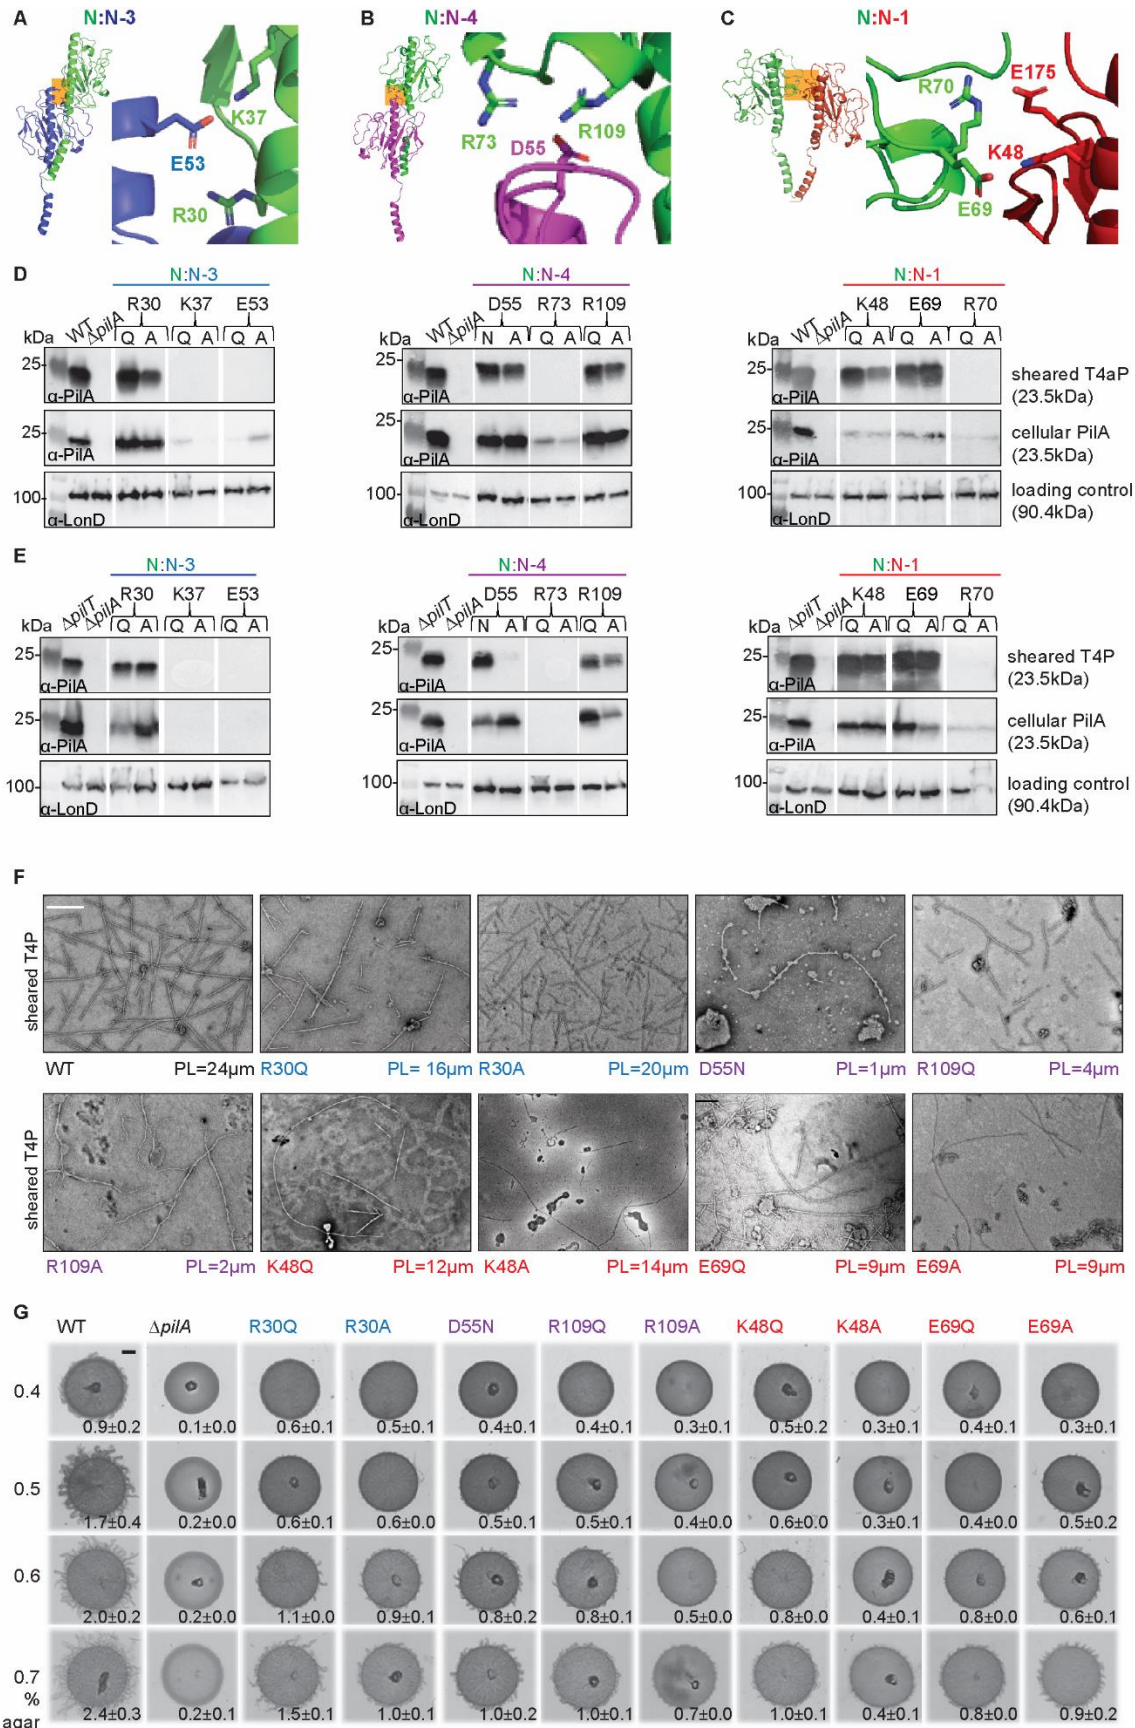 A N:N-3
B N:N-4
C N:N-1
K37
E53
R30
R73
R109
D55
R70
E175
K48
E69
D
N:N-3
N:N-4
N:N-1
R30 K37 E53
D55 R73 R109
K48 E69 R70
kDa WT ΔpilA Q A Q A Q A
kDa WT ΔpilA N A Q A Q A
kDa WT ΔpilA Q A Q A Q A
25 α-PilA
25 α-PilA
25 α-PilA
sheared T4aP
(23.5kDa)
25 α-PilA
25 α-PilA
25 α-PilA
cellular PilA
(23.5kDa)
100 α-LonD
100 α-LonD
100 α-LonD
loading control
(90.4kDa)
E
N:N-3
N:N-4
N:N-1
R30 K37 E53
D55 R73 R109
K48 E69 R70
kDa ΔpilT ΔpilA Q A Q A Q A
kDa ΔpilT ΔpilA N A Q A Q A
kDa ΔpilT ΔpilA Q A Q A Q A
25 α-PilA
25 α-PilA
25 α-PilA
sheared T4P
(23.5kDa)
25 α-PilA
25 α-PilA
25 α-PilA
cellular PilA
(23.5kDa)
100 α-LonD
100 α-LonD
100 α-LonD
loading control
(90.4kDa)
F
sheared T4P
WT PL=24µm R30Q PL= 16µm R30A PL=20µm D55N PL=1µm R109Q PL=4µm
sheared T4P
R109A PL=2µm K48Q PL=12µm K48A PL=14µm E69Q PL=9µm E69A PL=9µm
G
WT ΔpilA R30Q R30A D55N R109Q R109A K48Q K48A E69Q E69A
0.4
0.9±0.2 0.1±0.0 0.6±0.1 0.5±0.1 0.4±0.1 0.4±0.1 0.3±0.1 0.5±0.2 0.3±0.1 0.4±0.1 0.3±0.1
0.5
1.7±0.4 0.2±0.0 0.6±0.1 0.6±0.0 0.5±0.1 0.5±0.1 0.4±0.0 0.6±0.0 0.3±0.1 0.4±0.0 0.5±0.2
0.6
2.0±0.2 0.2±0.0 1.1±0.0 0.9±0.1 0.8±0.2 0.8±0.1 0.5±0.0 0.8±0.0 0.4±0.1 0.8±0.0 0.6±0.1
0.7
%
agar
2.4±0.3 0.2±0.1 1.5±0.1 1.0±0.1 1.0±0.2 1.0±0.1 0.7±0.0 1.0±0.1 0.4±0.1 0.8±0.1 0.9±0.2